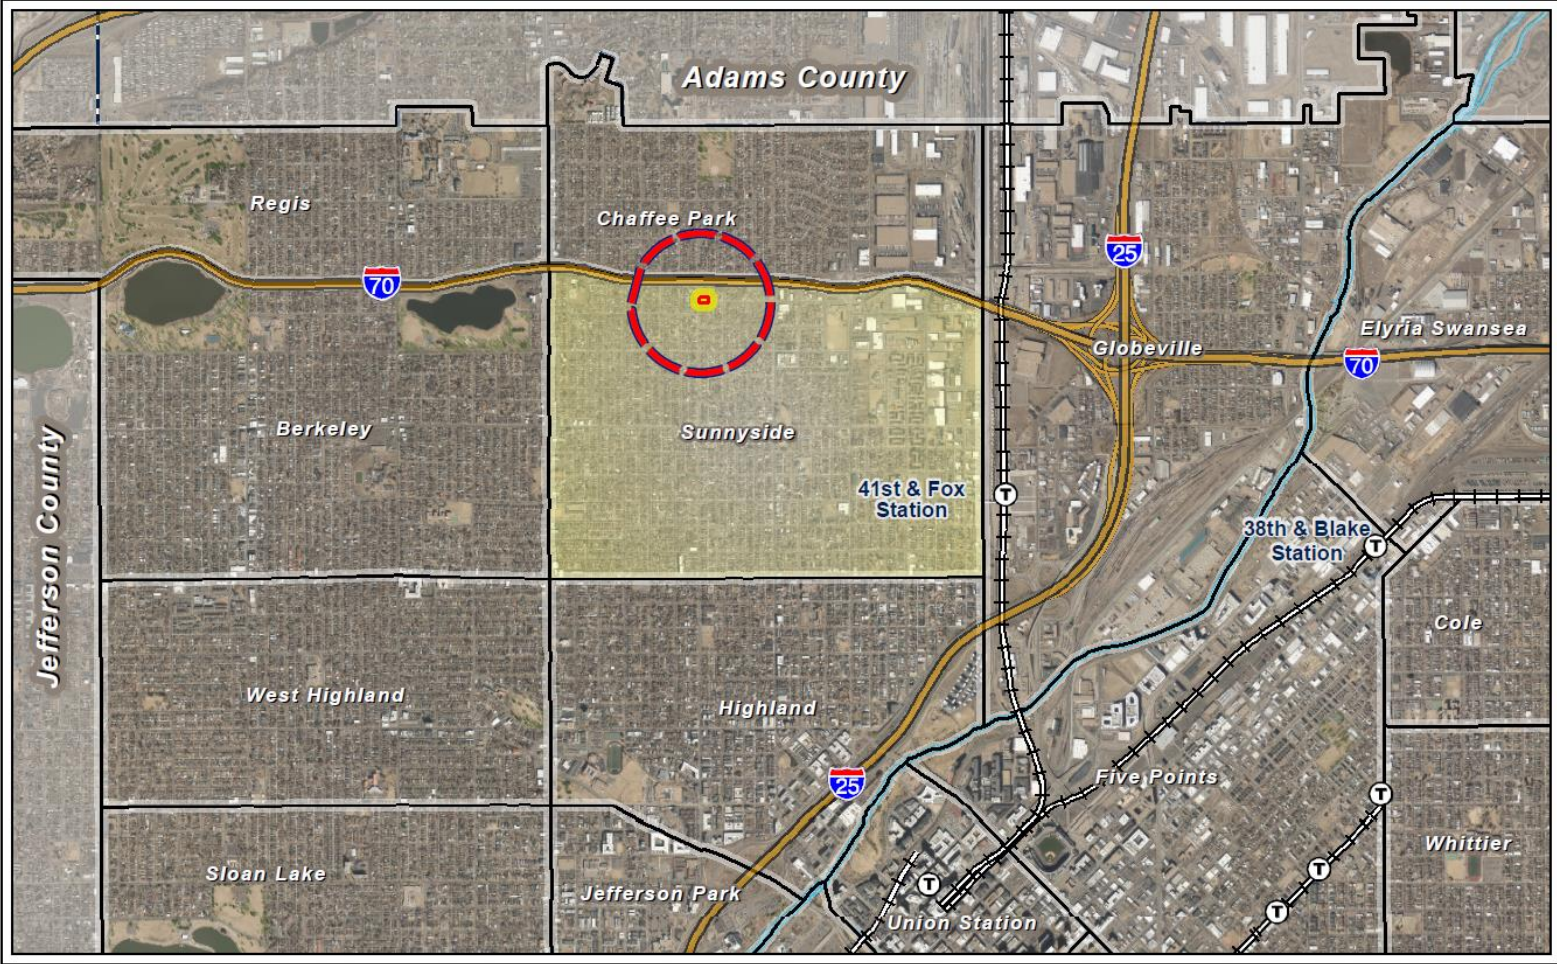 Adams County
Regis
Chaffee Park
25
70
Elyria Swansea
Globeville
70
Berkeley
Sunnyside
Jefferson County
41st & Fox
Station
T
38th & Blake
Station
T
Cole
West Highland
Highland
Five Points
25
T
Whittier
Sloan Lake
Jefferson Park
T
T
T
Union Station